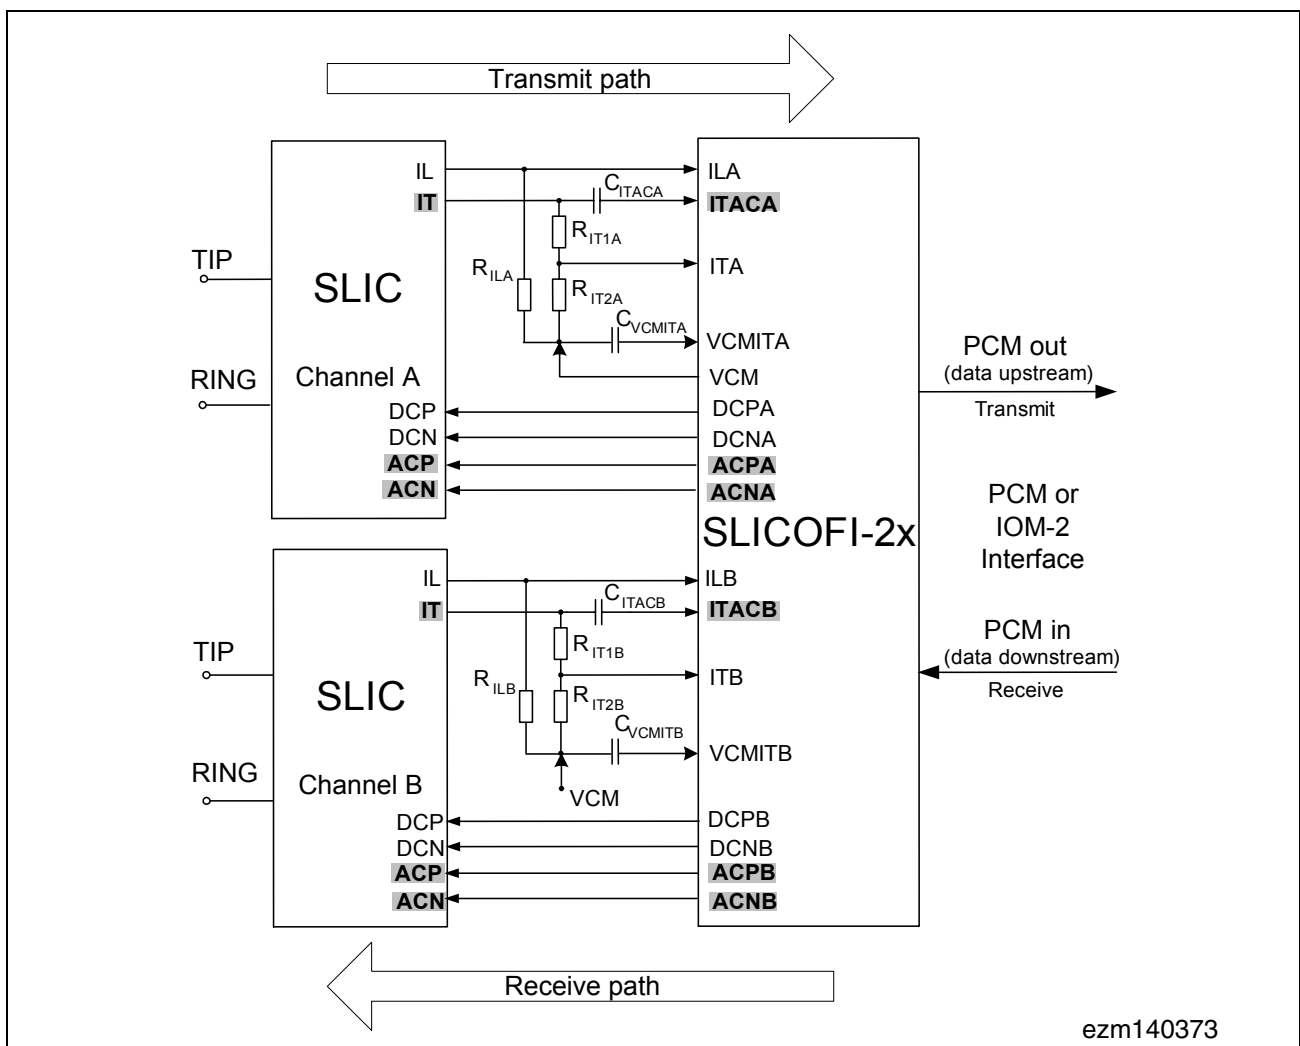 Transmit path
IL
IT
TIP
SLIC
RING
Channel A
DCP
DCN
ACP
ACN
CITACA
RIT1A
RILA
RIT2A
CVCMITA
ILA
ITACA
ITA
VCMITA
VCM
DCPA
DCNA
ACPA
ACNA
SLICOFI-2x
PCM out
(data upstream)
Transmit
PCM or
IOM-2
Interface
PCM in
(data downstream)
Receive
IL
IT
TIP
SLIC
RING
Channel B
DCP
DCN
ACP
ACN
CITACB
RIT1B
RILB
RIT2B
CVCMITB
VCM
ILB
ITACB
ITB
VCMITB
DCPB
DCNB
ACPB
ACNB
Receive path
ezm140373